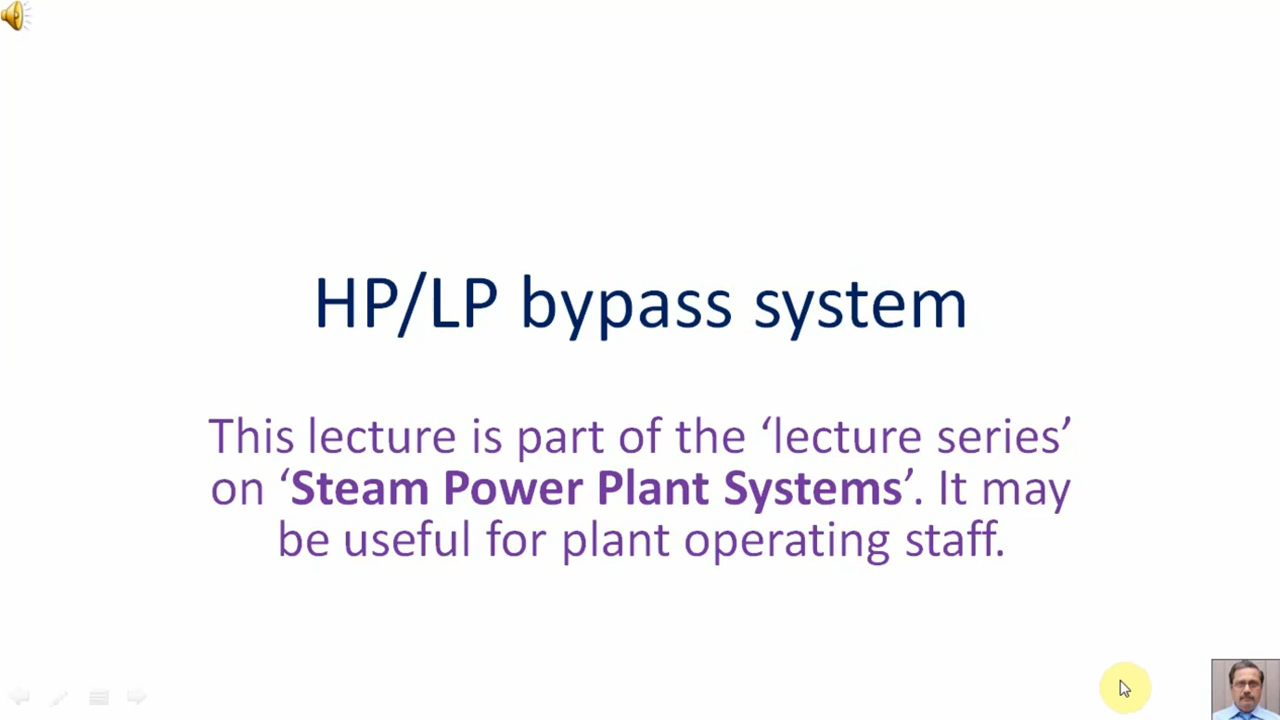 HP/LP bypass system
This lecture is part of the ‘lecture series’
on ‘Steam Power Plant Systems’. It may
be useful for plant operating staff.